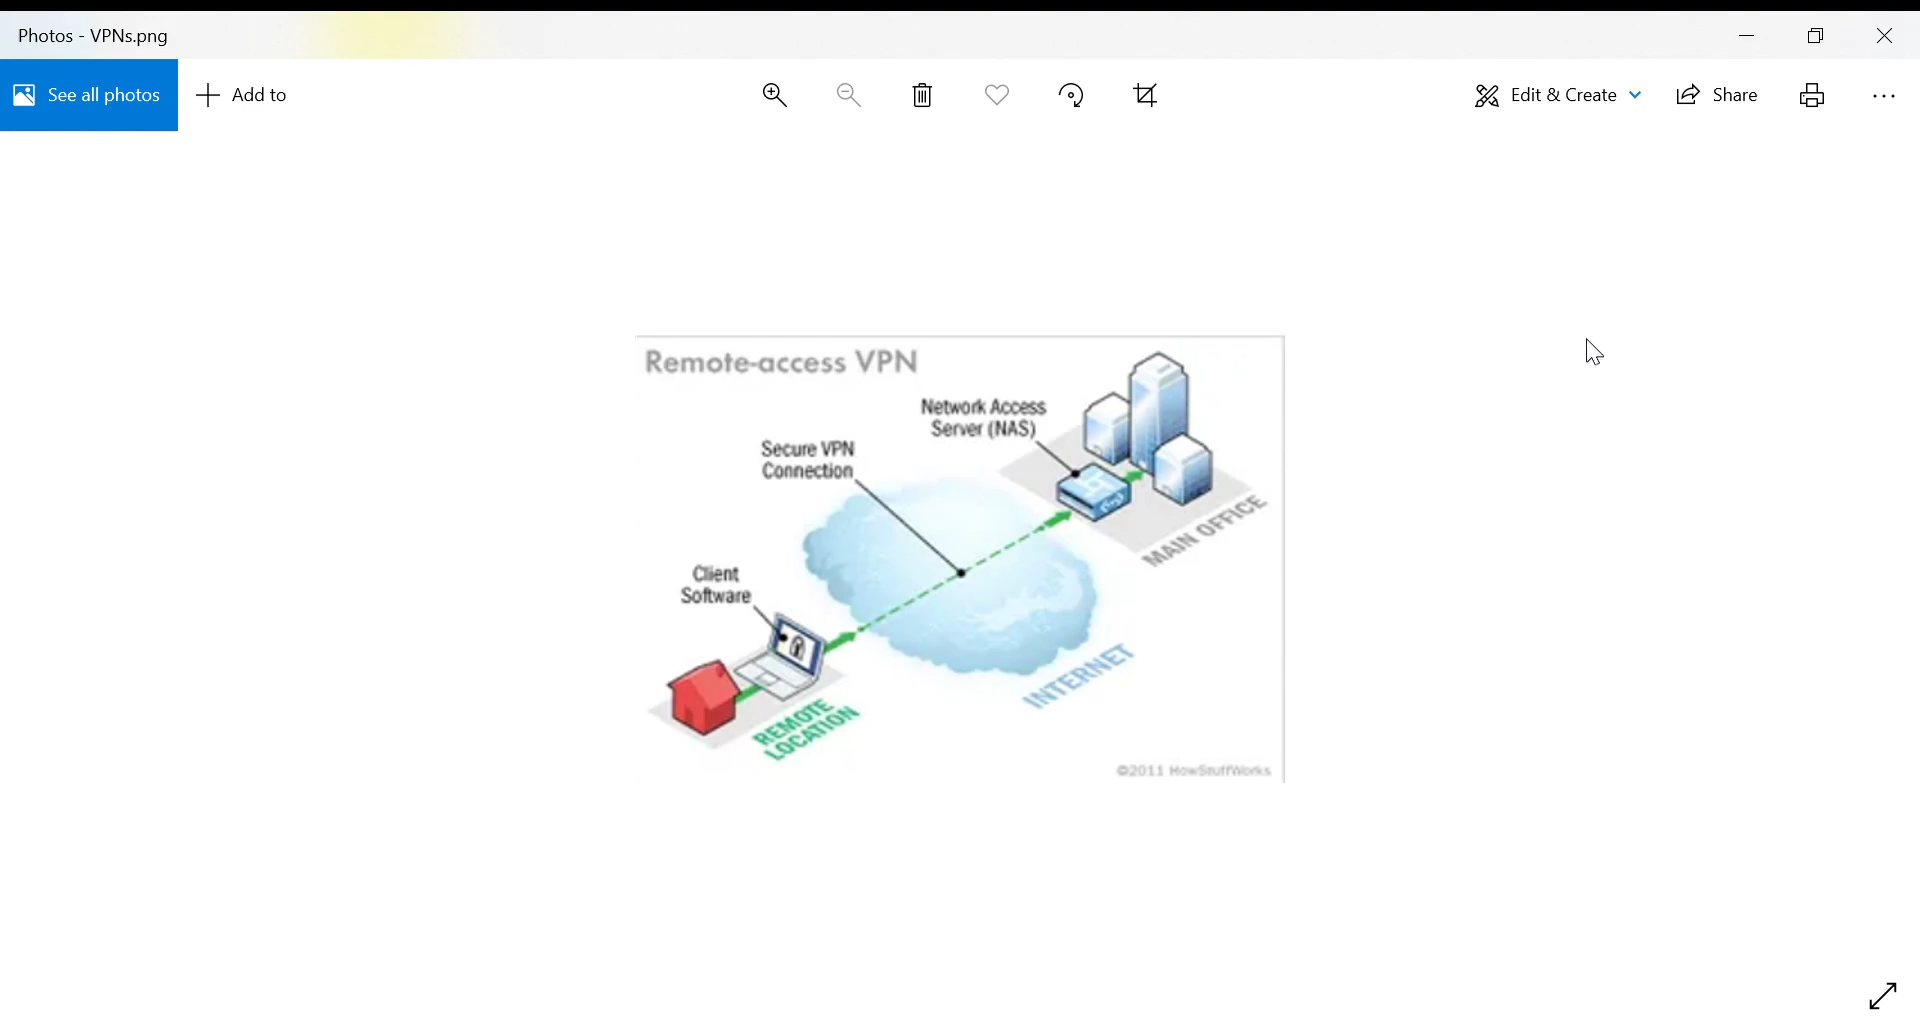 Photos - VPNs.png
See all photos
Add to
Edit & Create
Share
Remote-access VPN
Network Access
Server (NAS)
Secure VPN
Connection
MAIN OFFICE
Client
Software
INTERNET
REMOTE
LOCATION
©2011 HowStuffWorks